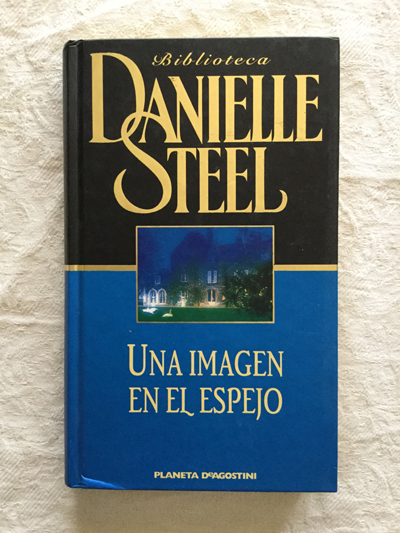 Biblioteca
DANIELLE
STEEL
UNA IMAGEN
EN EL ESPEJO
PLANETA DEAGOSTINI